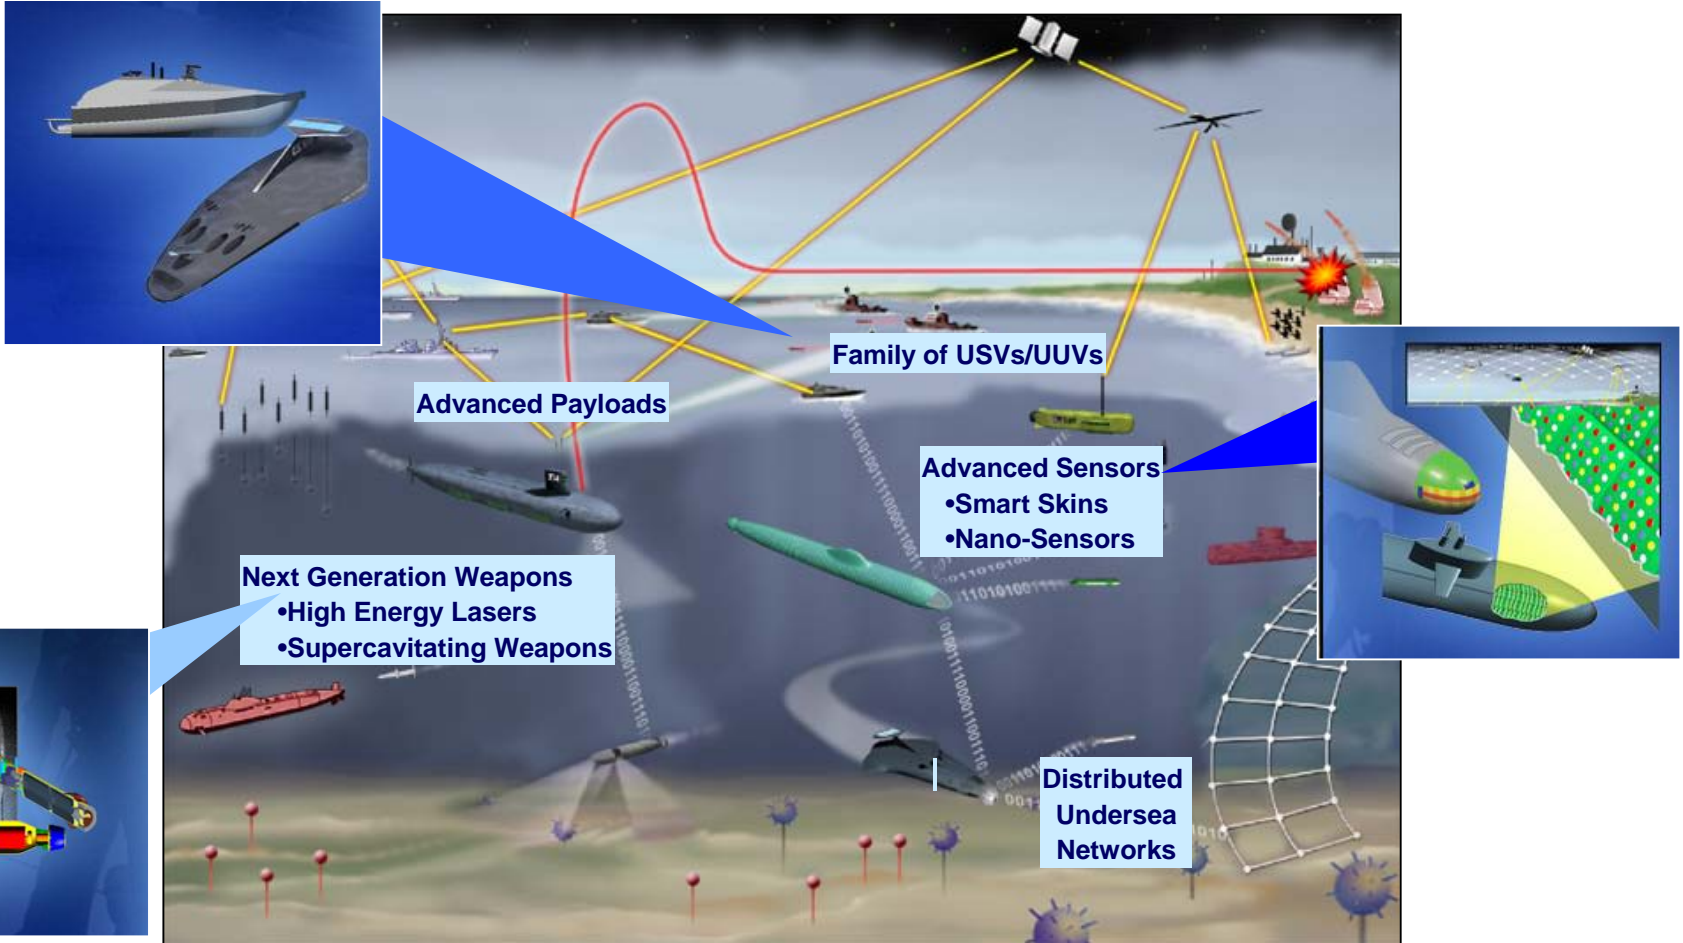 Family of USVs/UUVs
Advanced Payloads
Advanced Sensors
•Smart Skins
•Nano-Sensors
Next Generation Weapons
•High Energy Lasers
•Supercavitating Weapons
Distributed
Undersea
Networks